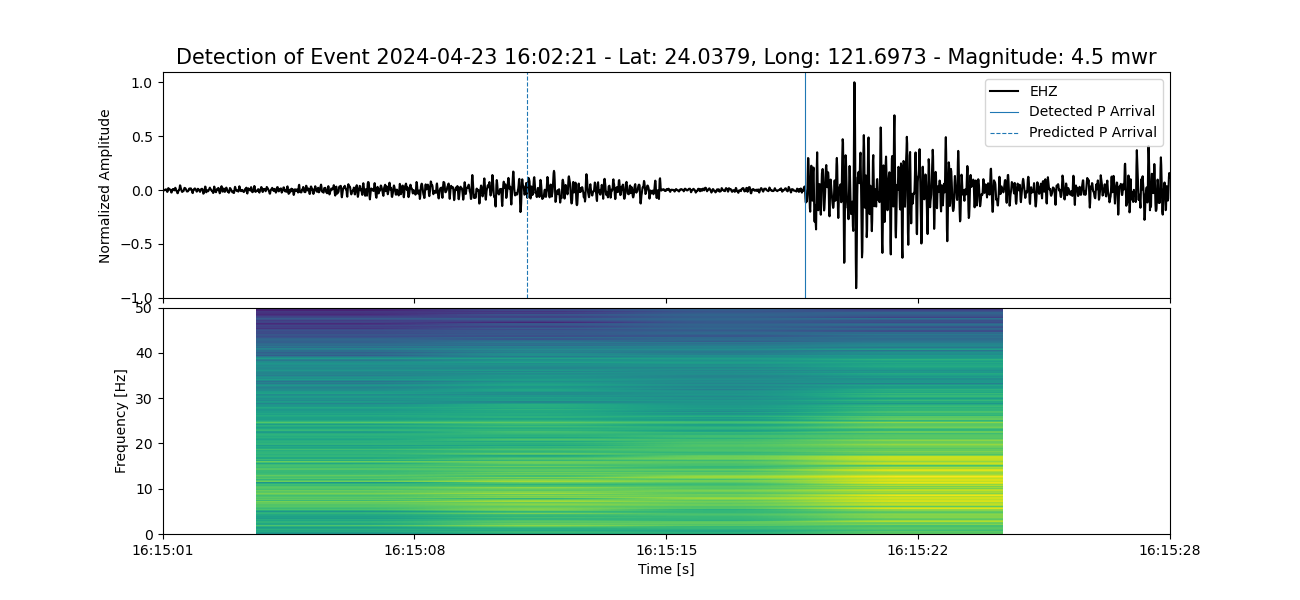 Detection of Event 2024-04-23 16:02:21 - Lat: 24.0379, Long: 121.6973 - Magnitude: 4.5 mwr
1.0
0.5
0.0
−0.5
−1.0
Normalized Amplitude
EHZ
Detected P Arrival
Predicted P Arrival
50
40
30
20
10
0
Frequency [Hz]
16:15:01
16:15:08
16:15:15
16:15:22
16:15:28
Time [s]